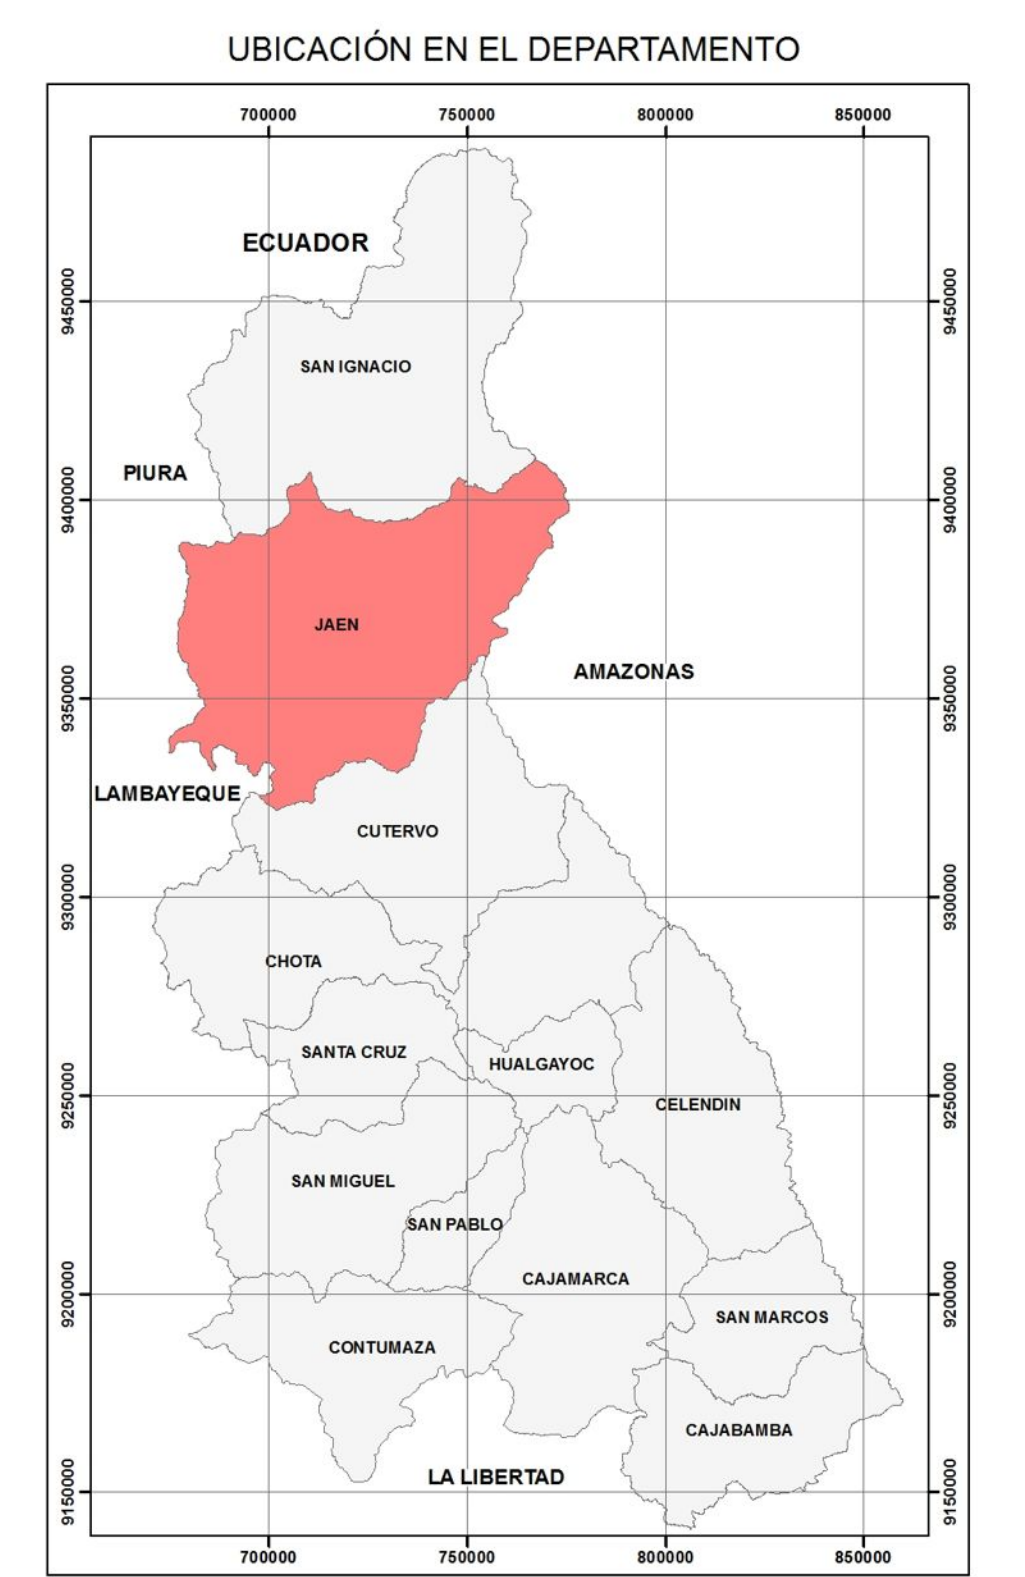 UBICACIÓN EN EL DEPARTAMENTO
700000 750000 800000 850000
ECUADOR
9450000 9450000
SAN IGNACIO
PIURA
9400000 9400000
JAEN
AMAZONAS
9350000 9350000
LAMBAYEQUE
CUTERVO
9300000 9300000
CHOTA
SANTA CRUZ
HUALGAYOC
9250000 9250000
CELENDIN
SAN MIGUEL
SAN PABLO
CAJAMARCA
9200000 9200000
SAN MARCOS
CONTUMAZA
CAJABAMBA
LA LIBERTAD
9150000 9150000
700000 750000 800000 850000